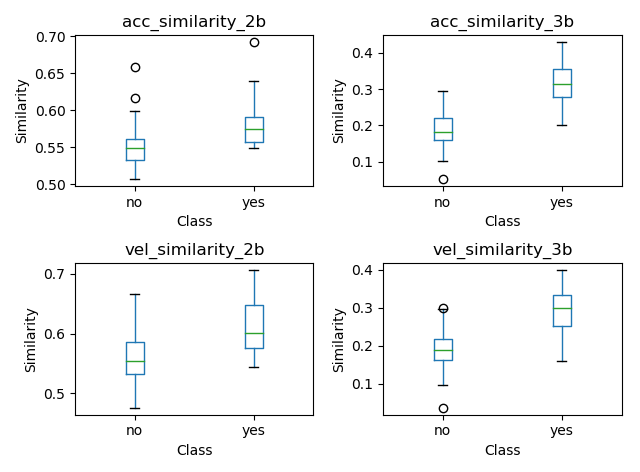 acc_similarity_2b
0.70
0.65
0.60
0.55
0.50
Similarity
no
yes
Class
acc_similarity_3b
0.4
0.3
0.2
0.1
Similarity
no
yes
Class
vel_similarity_2b
0.7
0.6
0.5
Similarity
no
yes
Class
vel_similarity_3b
0.4
0.3
0.2
0.1
Similarity
no
yes
Class